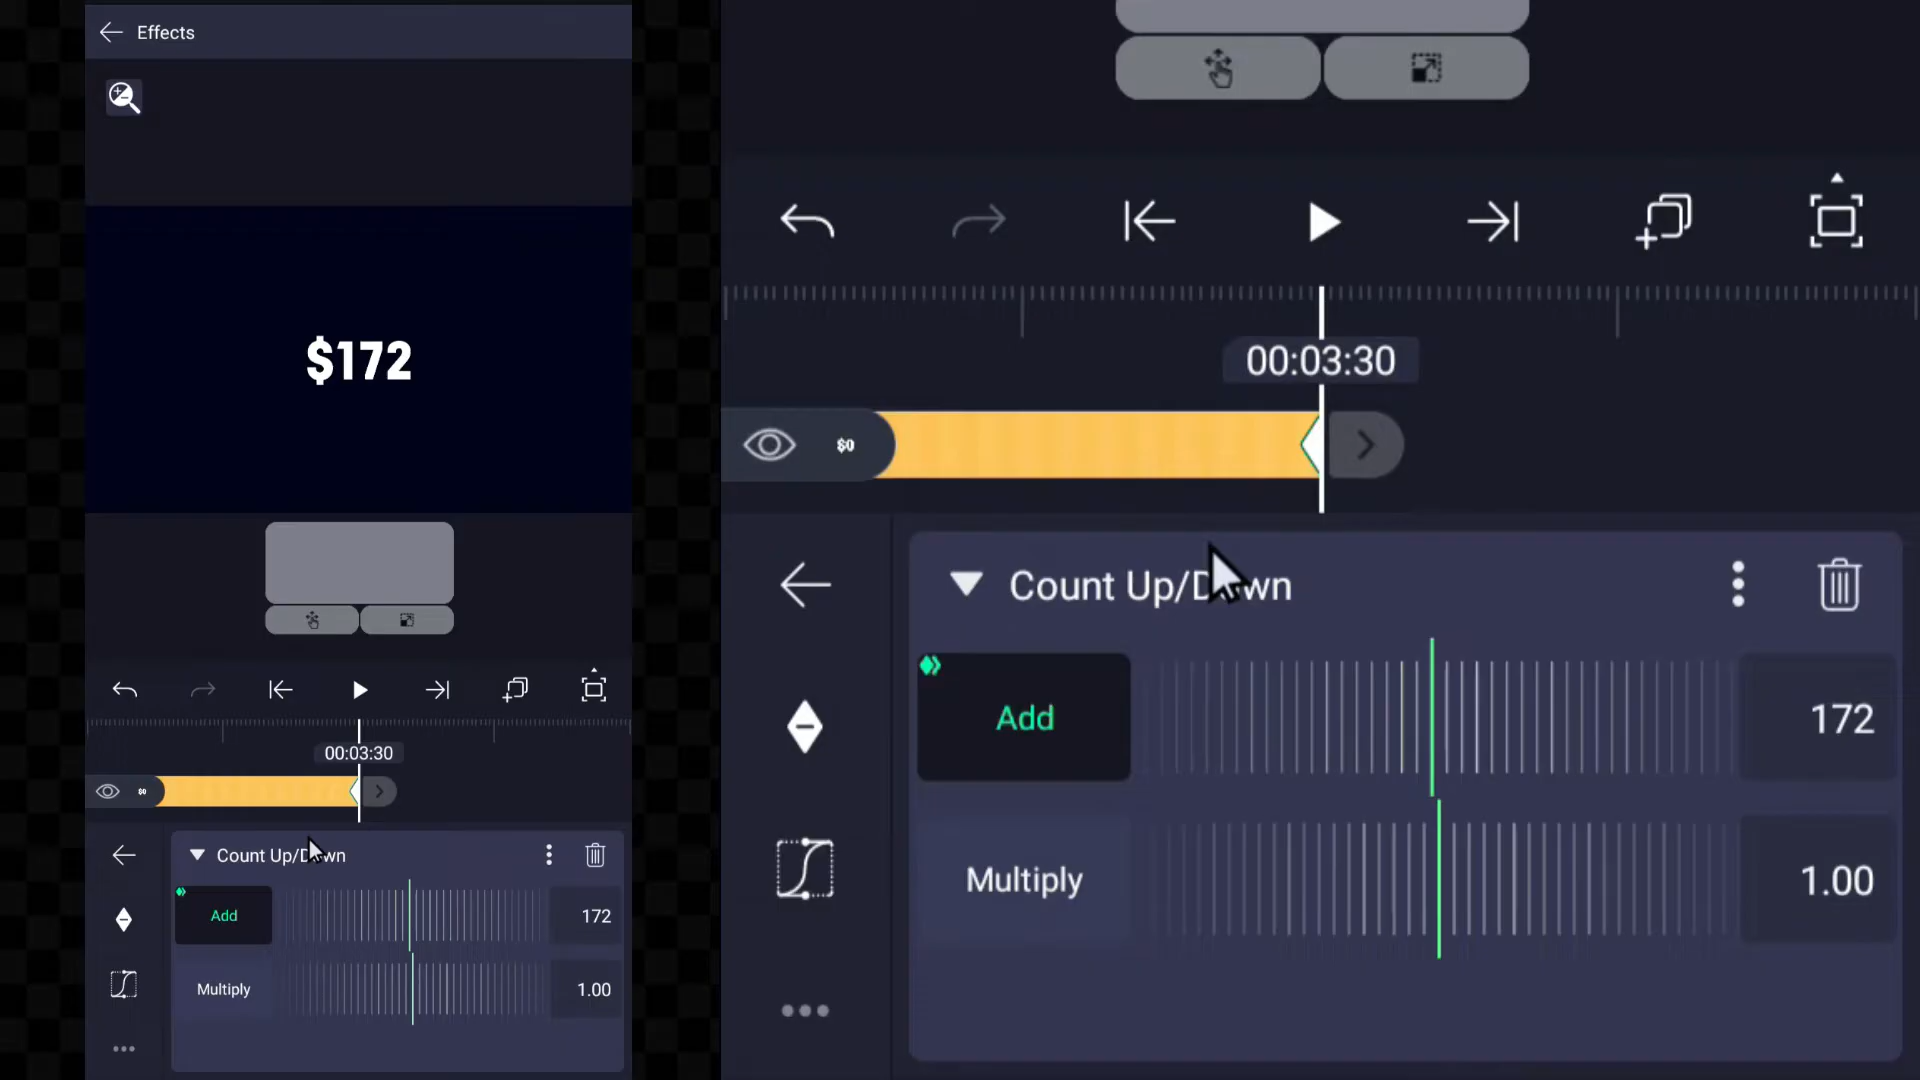 Effects
$172
00:03:30
$0
Count Up/Down
Add
172
Multiply
1.00
00:03:30
$0
Count Up/Down
Add
172
Multiply
1.00